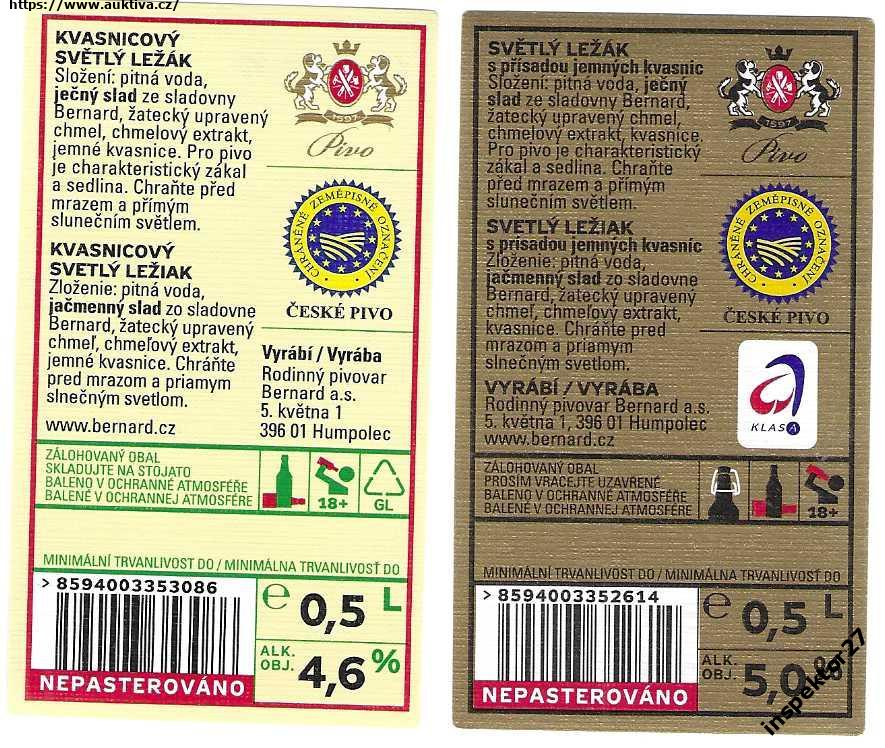 https://www.auktiva.cz/
KVASNICOVÝ
SVĚTLÝ LEŽÁK
Složení: pitná voda,
ječný slad ze sladovny
Bernard, žatecký upravený
chmel, chmelový extrakt,
jemné kvasnice. Pro pivo
je charakteristický zákal
a sedlina. Chraňte před
mrazem a přímým
slunečním světlem.
KVASNICOVÝ
SVETLÝ LEŽIAK
Zloženie: pitná voda,
jačmenný slad zo sladovne
Bernard, žatecký upravený
chmeľ, chmeľový extrakt,
jemné kvasnice. Chráňte
pred mrazom a priamym
slnečným svetlom.
www.bernard.cz
1597
Pivo
CHRÁNĚNÉ ZEMĚPISNÉ OZNAČENÍ
ČESKÉ PIVO
Vyrábí / Vyrába
Rodinný pivovar
Bernard a.s.
5. května 1
396 01 Humpolec
ZÁLOHOVANÝ OBAL
SKLADUJTE NA STOJATO
BALENO V OCHRANNÉ ATMOSFÉŘE
BALENÉ V OCHRANNEJ ATMOSFÉRE
18+
GL
MINIMÁLNÍ TRVANLIVOST DO / MINIMÁLNA TRVANLIVOSŤ DO
> 8594003353086
NEPASTEROVÁNO
e 0,5 L
ALK.
OBJ. 4,6 %
SVĚTLÝ LEŽÁK
s přísadou jemných kvasnic
Složení: pitná voda, ječný
slad ze sladovny Bernard,
žatecký upravený chmel,
chmelový extrakt, kvasnice.
Pro pivo je charakteristický
zákal a sedlina. Chraňte
před mrazem a přímým
slunečním světlem.
SVETLÝ LEŽIAK
s prísadou jemných kvasníc
Zloženie: pitná voda,
jačmenný slad zo sladovne
Bernard, žatecký upravený
chmeľ, chmeľový extrakt,
kvasnice. Chráňte pred
mrazom a priamym
slnečným svetlom.
VYRÁBÍ / VYRÁBA
Rodinný pivovar Bernard a.s.
5. května 1, 396 01 Humpolec
www.bernard.cz
1597
Pivo
CHRÁNĚNÉ ZEMĚPISNÉ OZNAČENÍ
ČESKÉ PIVO
KLASA
ZÁLOHOVANÝ OBAL
PROSÍM VRACEJTE UZAVŘENÉ
BALENO V OCHRANNÉ ATMOSFÉŘE
BALENÉ V OCHRANNEJ ATMOSFÉRE
18+
MINIMÁLNÍ TRVANLIVOST DO / MINIMÁLNA TRVANLIVOSŤ DO
> 8594003352614
NEPASTEROVÁNO
e 0,5 L
ALK.
OBJ. 5,0 %
inspektor27